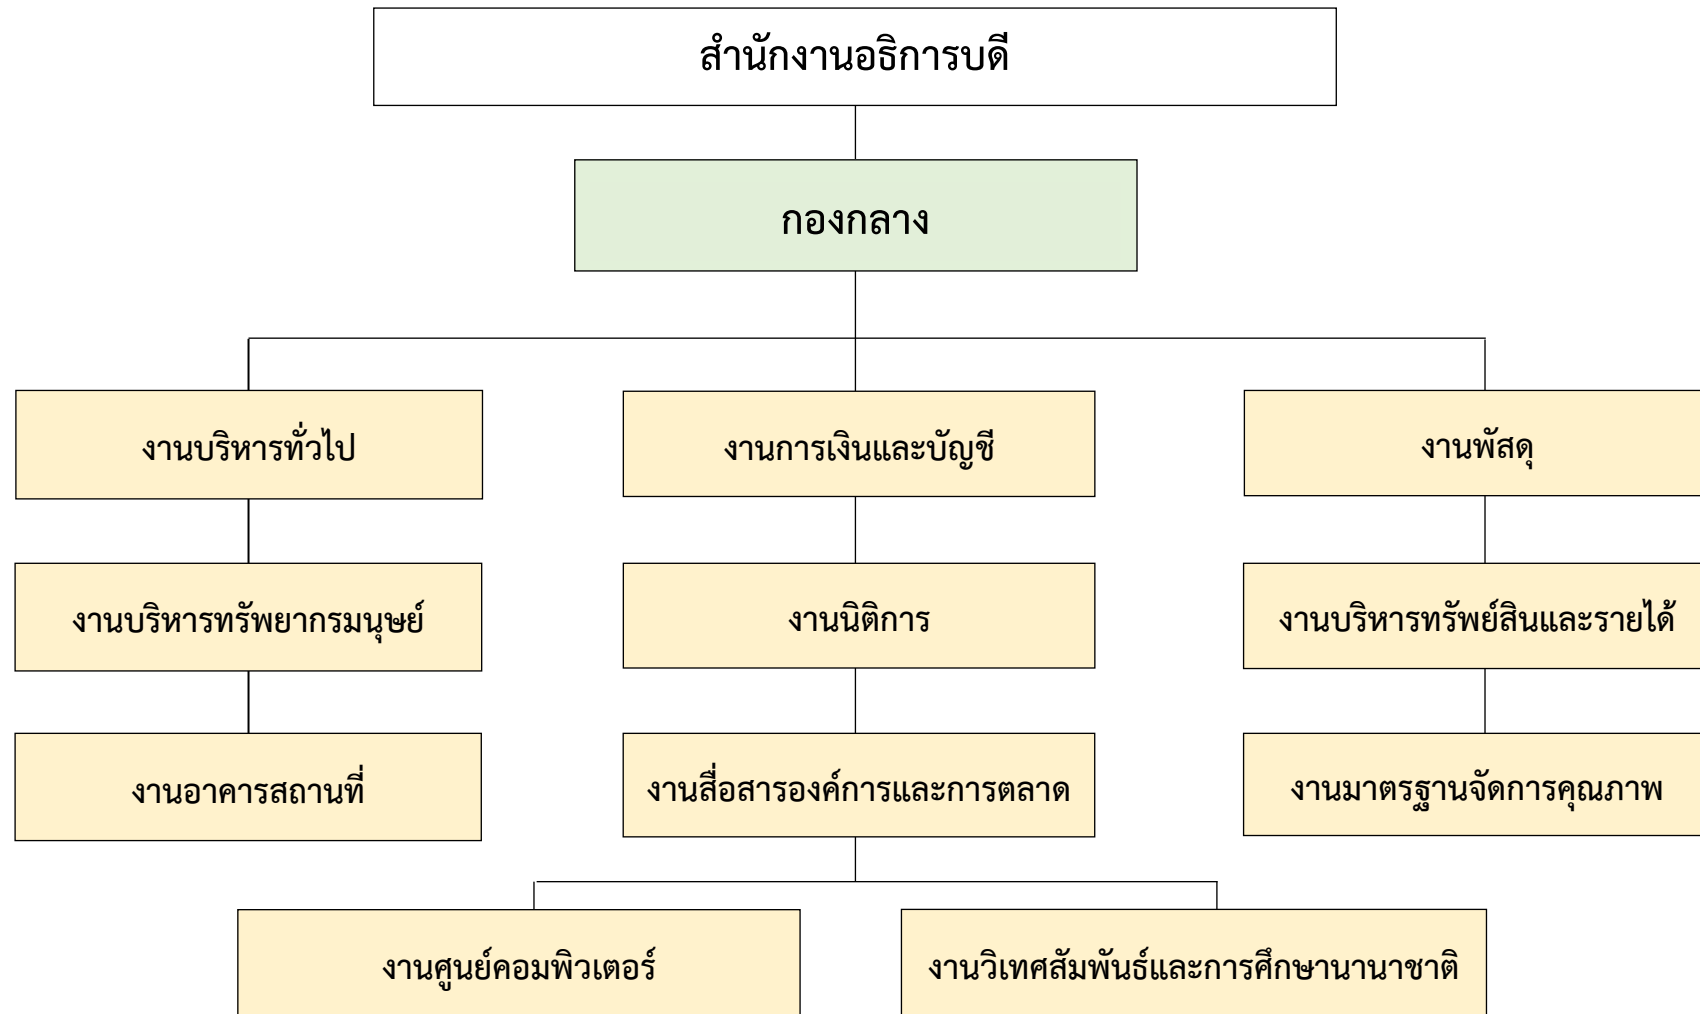 สำนักงานอธิการบดี
กองกลาง
งานบริหารทั่วไป
งานการเงินและบัญชี
งานพัสดุ
งานบริหารทรัพยากรมนุษย์
งานนิติการ
งานบริหารทรัพย์สินและรายได้
งานอาคารสถานที่
งานสื่อสารองค์การและการตลาด
งานมาตรฐานจัดการคุณภาพ
งานศูนย์คอมพิวเตอร์
งานวิเทศสัมพันธ์และการศึกษานานาชาติ